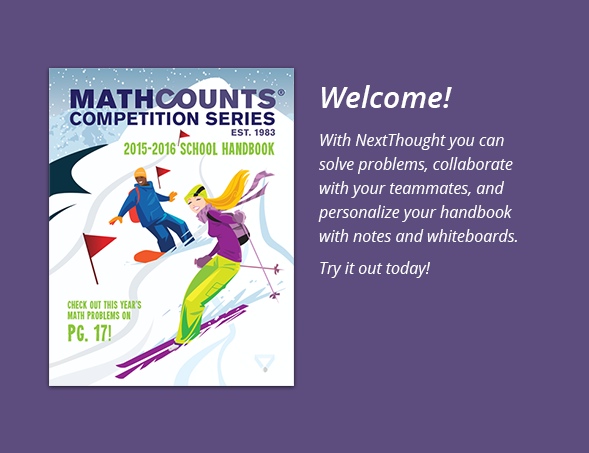 MATHCOUNTS®
COMPETITION SERIES
EST. 1983
2015-2016 SCHOOL HANDBOOK
CHECK OUT THIS YEAR'S
MATH PROBLEMS ON
PG. 17!
Welcome!
With NextThought you can
solve problems, collaborate
with your teammates, and
personalize your handbook
with notes and whiteboards.
Try it out today!